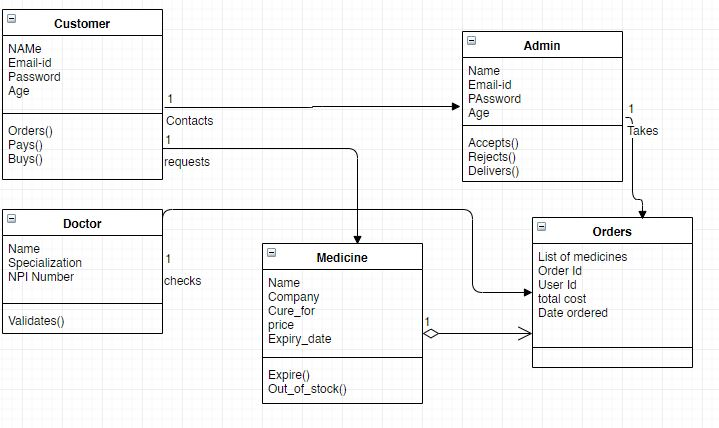 Customer
NAMe
Email-id
Password
Age
Orders()
Pays()
Buys()
1
Contacts
1
requests
Admin
Name
Email-id
PAssword
Age
Accepts()
Rejects()
Delivers()
1
Takes
Doctor
Name
Specialization
NPI Number
Validates()
1
checks
Medicine
Name
Company
Cure_for
price
Expiry_date
Expire()
Out_of_stock()
1
Orders
List of medicines
Order Id
User Id
total cost
Date ordered